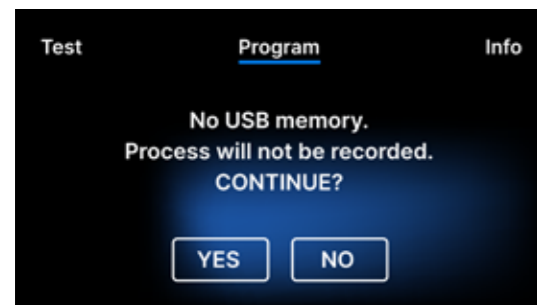 Test Program Info
No USB memory.
Process will not be recorded.
CONTINUE?
YES NO